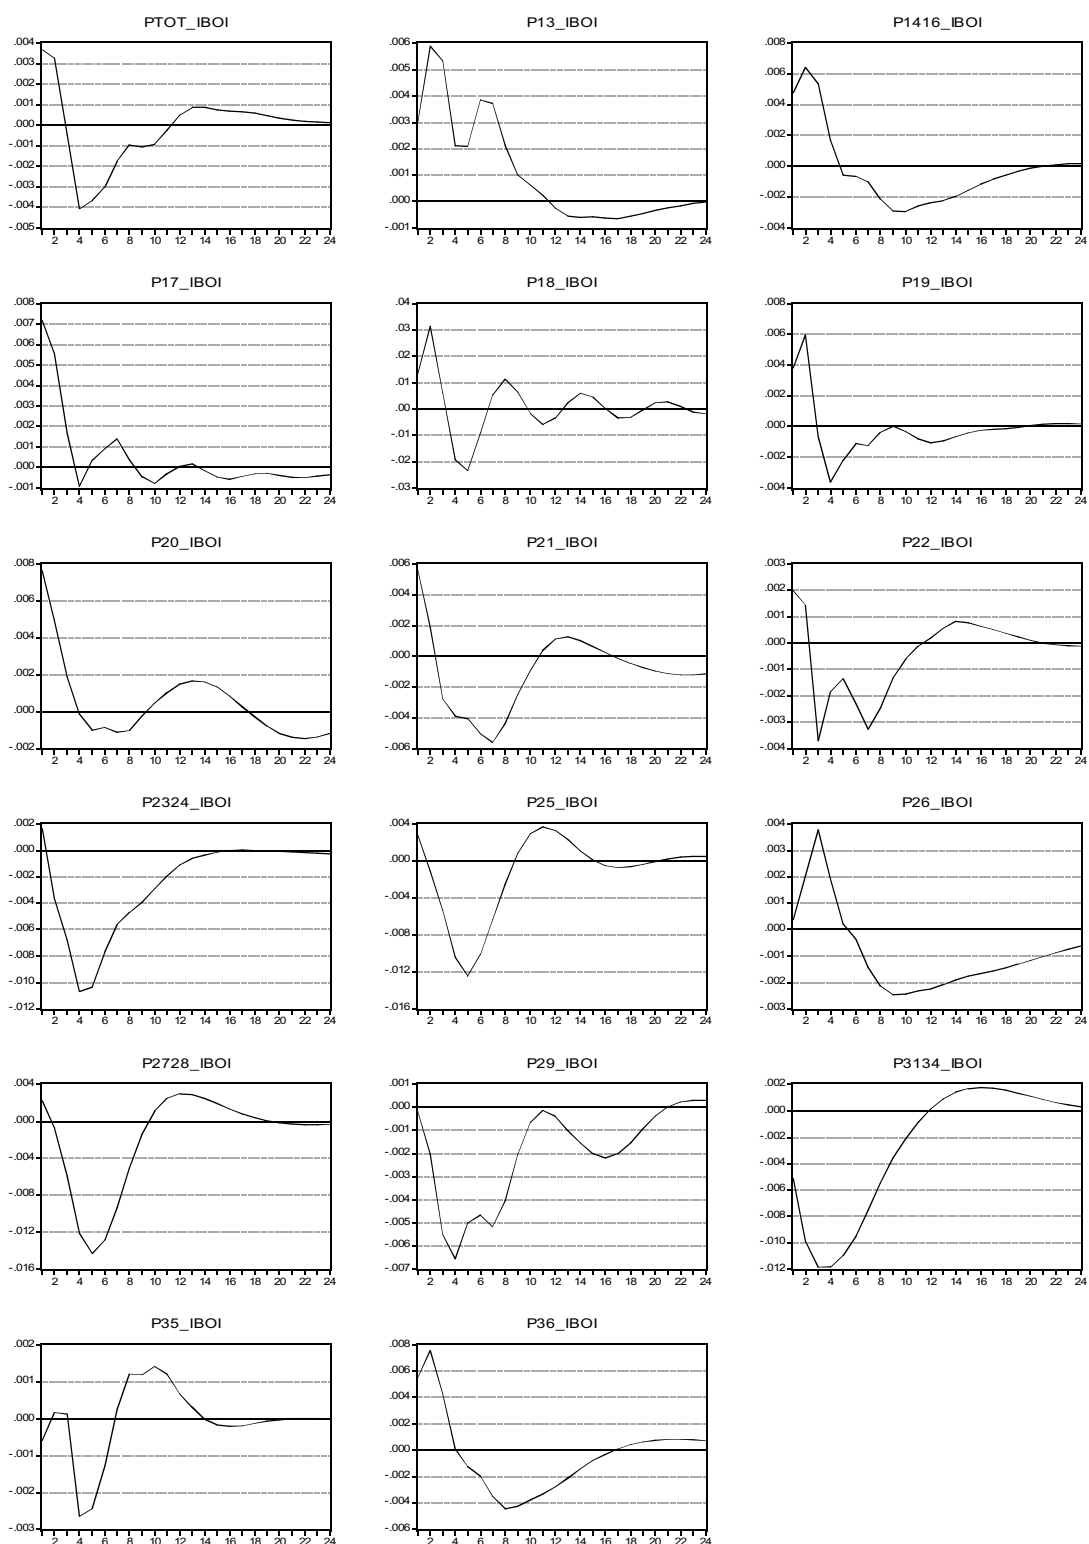 PTOT_IBOI P13_IBOI P1416_IBOI
.004 .006 .008
.003 .005 .006
.002 .004 .004
.001 .003 .002
.000 .002 .000
-.001 .001 -.002
-.002 .000 -.004
-.003 -.001
-.004
-.005
2 4 6 8 10 12 14 16 18 20 22 24 2 4 6 8 10 12 14 16 18 20 22 24 2 4 6 8 10 12 14 16 18 20 22 24
P17_IBOI P18_IBOI P19_IBOI
.008 .04 .008
.007 .03 .006
.006 .02 .004
.005 .01 .002
.004 .00 .000
.003 -.01 -.002
.002 -.02 -.004
.001 -.03
.000
-.001
2 4 6 8 10 12 14 16 18 20 22 24 2 4 6 8 10 12 14 16 18 20 22 24 2 4 6 8 10 12 14 16 18 20 22 24
P20_IBOI P21_IBOI P22_IBOI
.008 .006 .003
.006 .004 .002
.004 .002 .001
.002 .000 .000
.000 -.002 -.001
-.002 -.004 -.002
-.006 -.003
-.004
2 4 6 8 10 12 14 16 18 20 22 24 2 4 6 8 10 12 14 16 18 20 22 24 2 4 6 8 10 12 14 16 18 20 22 24
P2324_IBOI P25_IBOI P26_IBOI
.002 .004 .004
.000 .000 .003
-.002 -.004 .002
-.004 -.008 .001
-.006 -.012 .000
-.008 -.016 -.001
-.010 -.002
-.012 -.003
2 4 6 8 10 12 14 16 18 20 22 24 2 4 6 8 10 12 14 16 18 20 22 24 2 4 6 8 10 12 14 16 18 20 22 24
P2728_IBOI P29_IBOI P3134_IBOI
.004 .001 .002
.000 .000 .000
-.004 -.001 -.002
-.008 -.002 -.004
-.012 -.003 -.006
-.016 -.004 -.008
-.005 -.010
-.006 -.012
-.007
2 4 6 8 10 12 14 16 18 20 22 24 2 4 6 8 10 12 14 16 18 20 22 24 2 4 6 8 10 12 14 16 18 20 22 24
P35_IBOI P36_IBOI
.002 .008
.001 .006
.000 .004
-.001 .002
-.002 .000
-.003 -.002
-.004
-.006
2 4 6 8 10 12 14 16 18 20 22 24 2 4 6 8 10 12 14 16 18 20 22 24